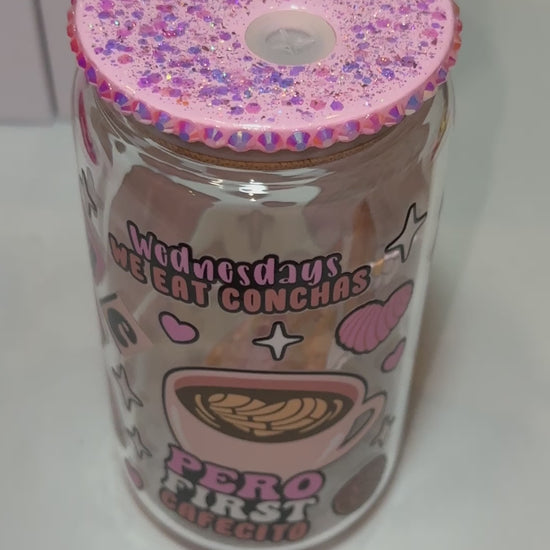 Wednesdays
WE EAT CONCHAS
PERO
FIRST
CAFECITO